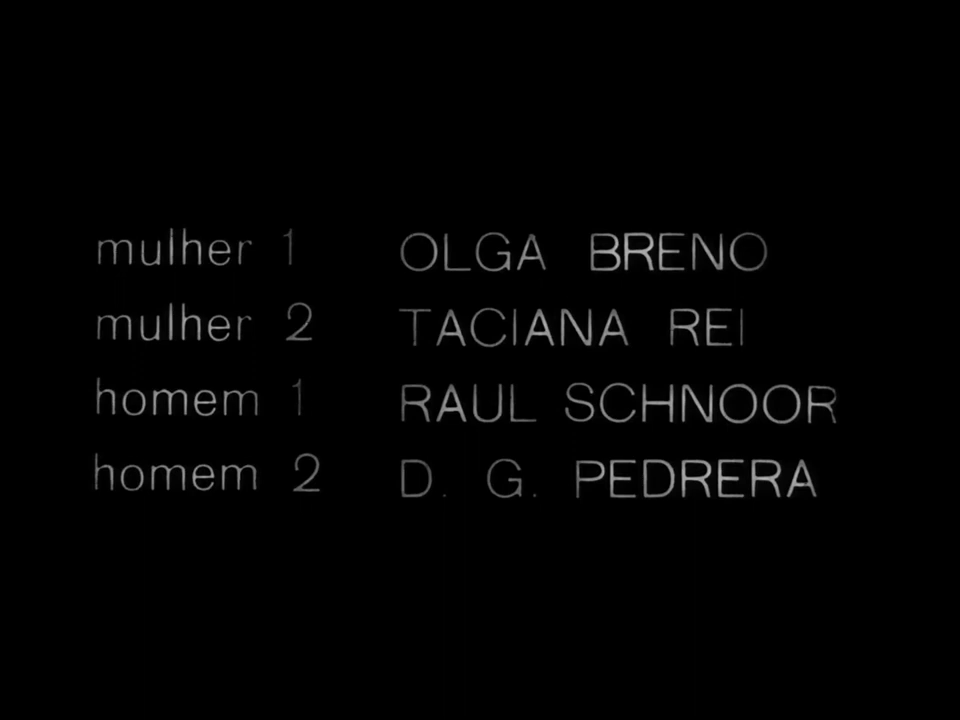 mulher 1 OLGA BRENO
mulher 2 TACIANA REI
homem 1 RAUL SCHNOOR
homem 2 D. G. PEDRERA